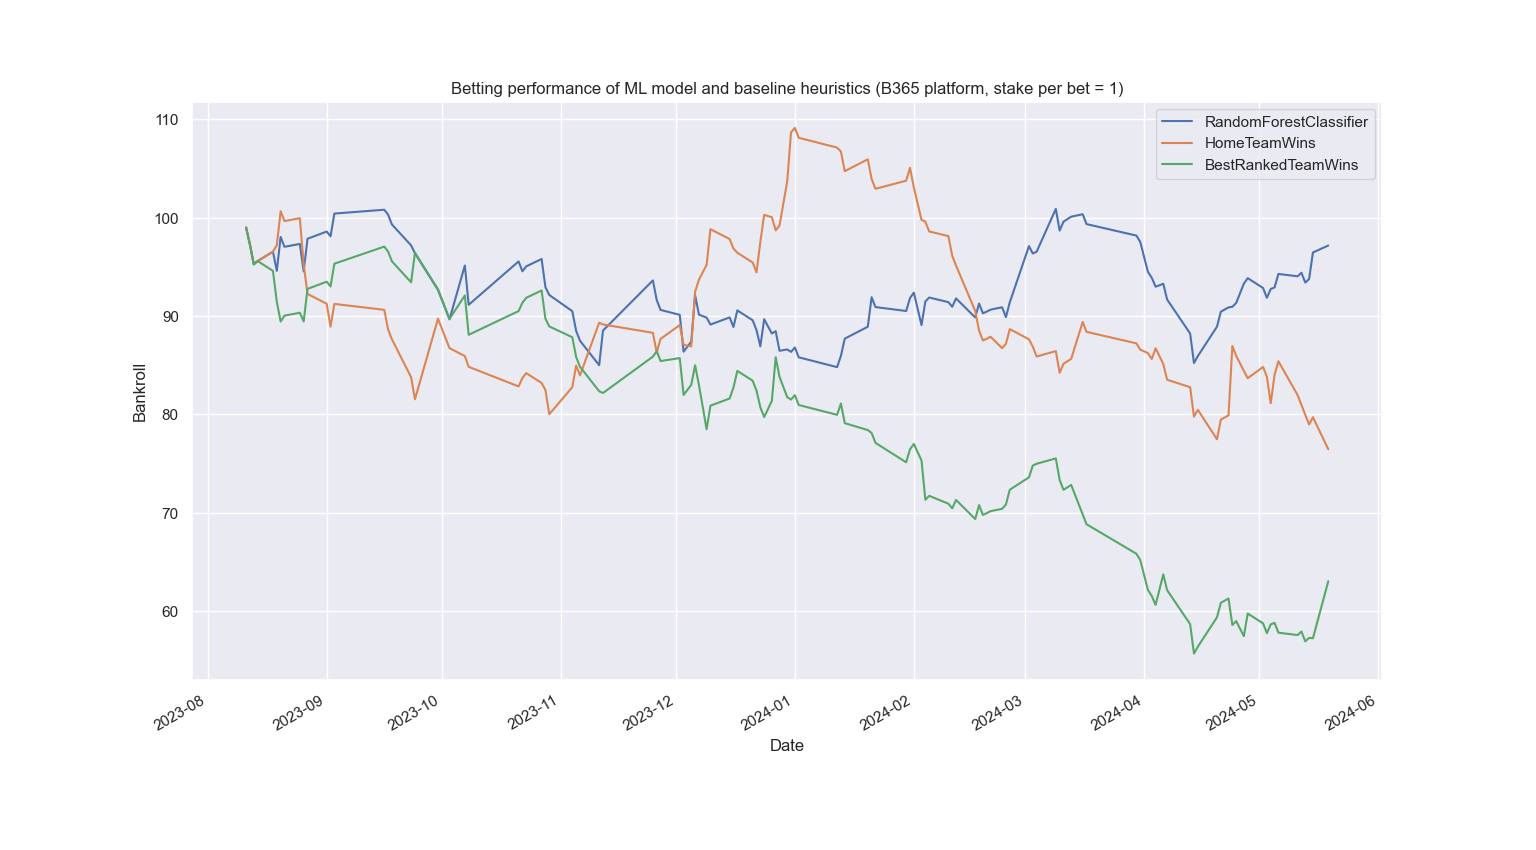 Betting performance of ML model and baseline heuristics (B365 platform, stake per bet = 1)
RandomForestClassifier
HomeTeamWins
BestRankedTeamWins
110
100
90
80
70
60
Bankroll
2023-08
2023-09
2023-10
2023-11
2023-12
2024-01
2024-02
2024-03
2024-04
2024-05
2024-06
Date